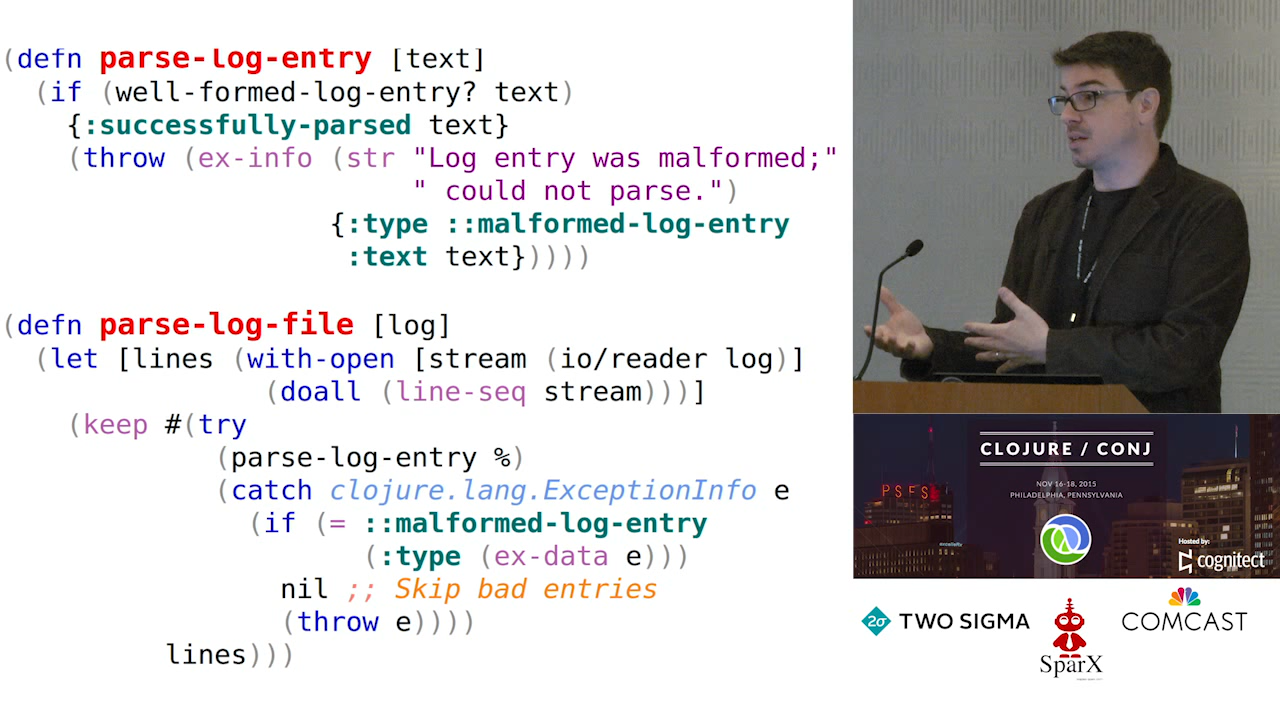 (defn parse-log-entry [text]
(if (well-formed-log-entry? text)
{:successfully-parsed text}
(throw (ex-info (str "Log entry was malformed;"
" could not parse.")
{:type ::malformed-log-entry
:text text}))))
(defn parse-log-file [log]
(let [lines (with-open [stream (io/reader log)]
(doall (line-seq stream)))]
(keep #(try
(parse-log-entry %)
(catch clojure.lang.ExceptionInfo e
(if (= ::malformed-log-entry
(:type (ex-data e)))
nil ;; Skip bad entries
(throw e))))
lines)))
CLOJURE / CONJ
NOV 16-18, 2015
PHILADELPHIA, PENNSYLVANIA
PSFS
Hosted by:
cognitect
2σ TWO SIGMA
SparX
COMCAST